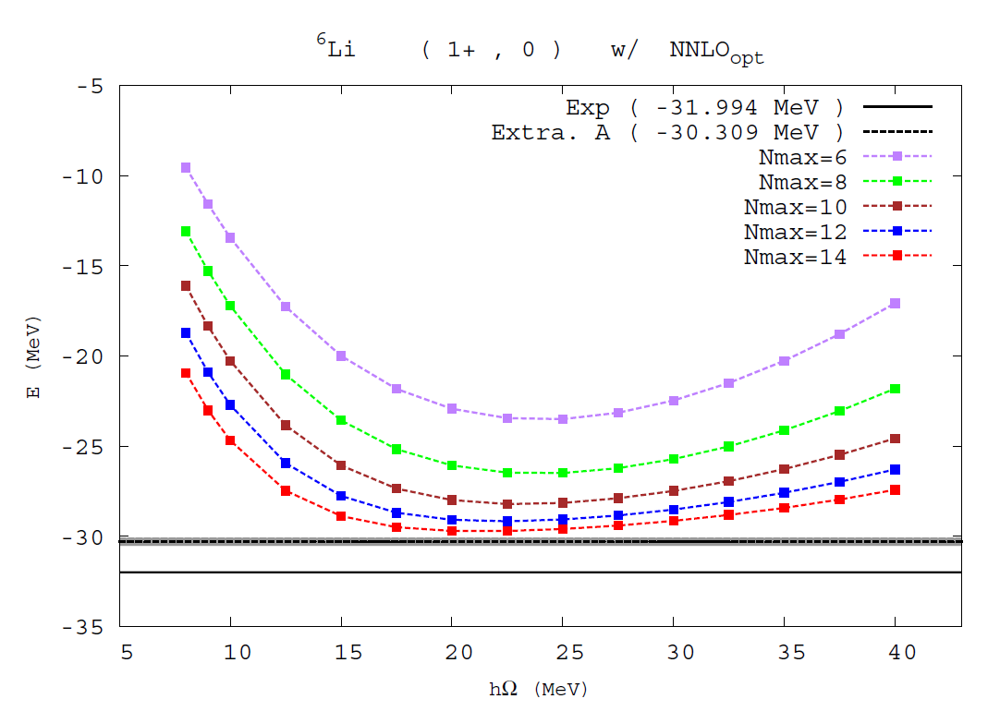 ⁶Li ( 1+ , 0 ) w/ NNLOₒₚₜ
-5
-10
-15
-20
-25
-30
-35
E (MeV)
Exp ( -31.994 MeV )
Extra. A ( -30.309 MeV )
Nmax=6
Nmax=8
Nmax=10
Nmax=12
Nmax=14
5 10 15 20 25 30 35 40
hΩ (MeV)